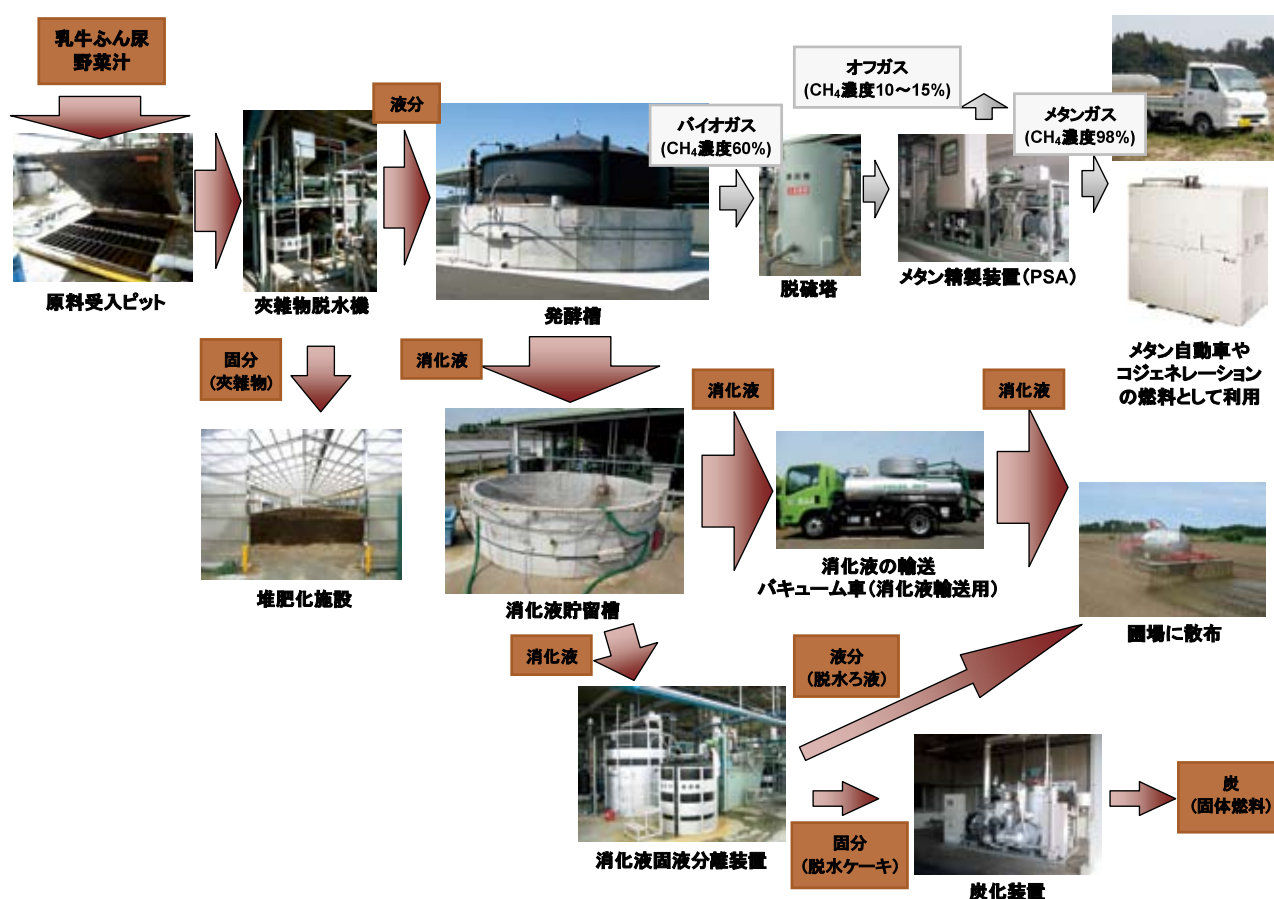 乳牛ふん尿
野菜汁
液分
オフガス
(CH₄濃度10～15%)
バイオガス
(CH₄濃度60%)
メタンガス
(CH₄濃度98%)
原料受入ピット
夾雑物脱水機
発酵槽
脱硫塔
メタン精製装置(PSA)
メタン自動車や
コジェネレーション
の燃料として利用
固分
(夾雑物)
消化液
消化液
消化液
堆肥化施設
消化液貯留槽
消化液の輸送
バキューム車(消化液輸送用)
圃場に散布
消化液
液分
(脱水ろ液)
消化液固液分離装置
固分
(脱水ケーキ)
炭化装置
炭
(固体燃料)